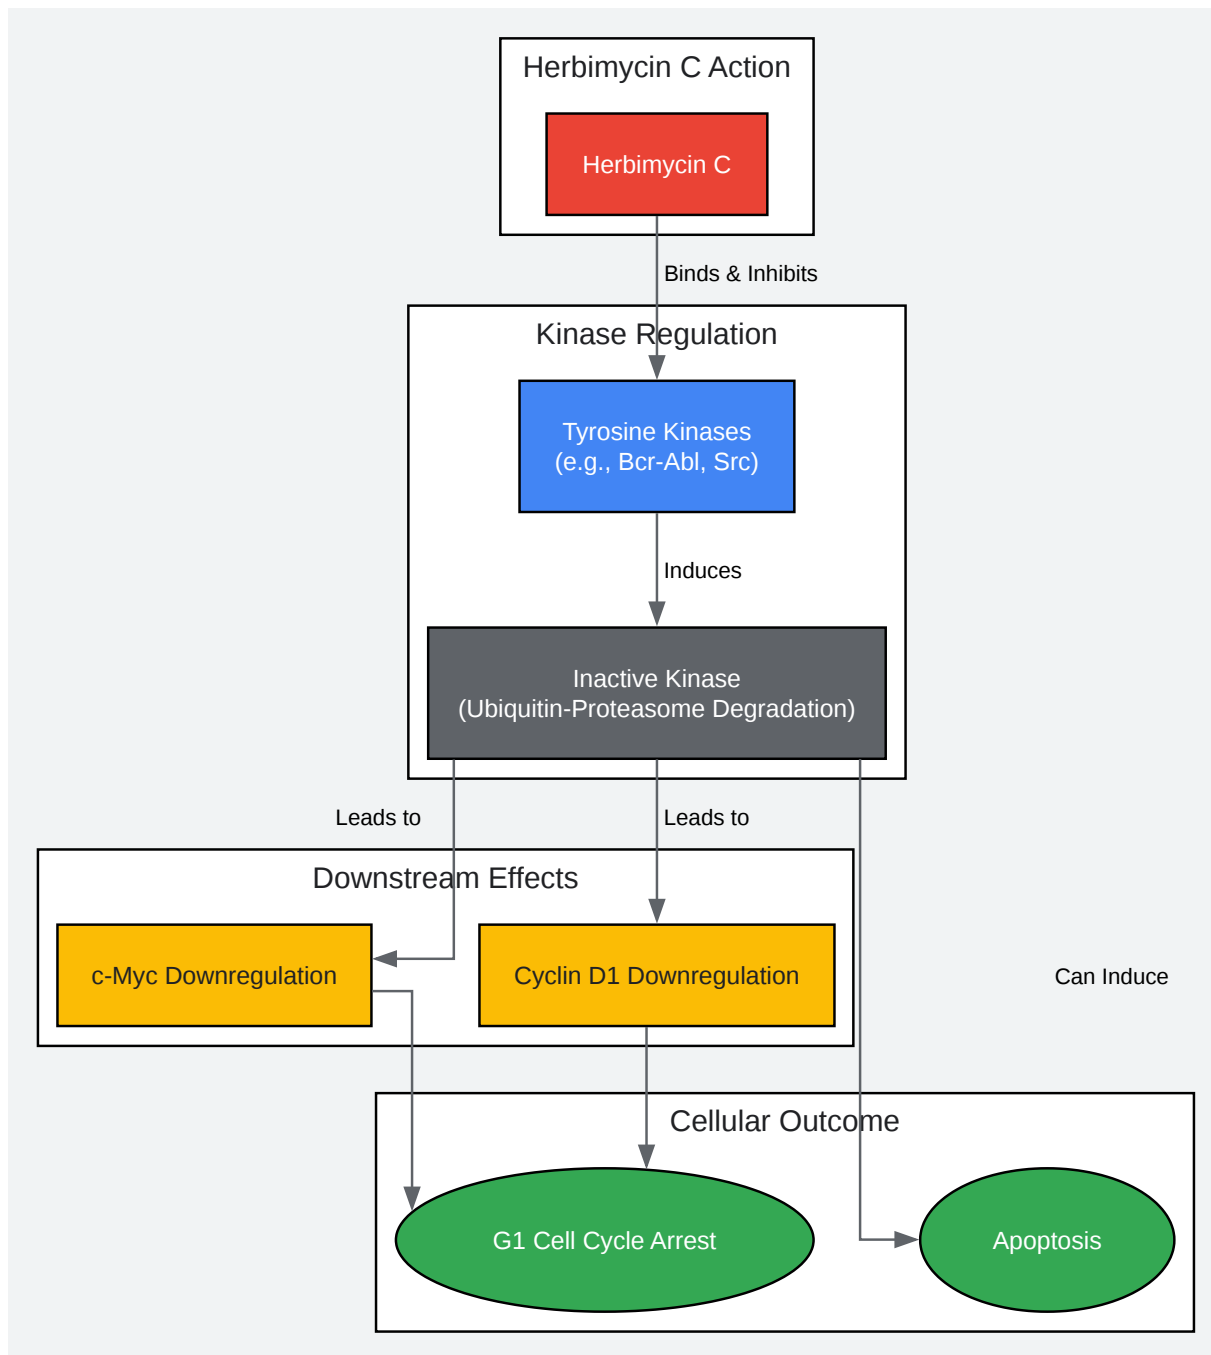 Herbimycin C Action
Herbimycin C
Binds & Inhibits
Kinase Regulation
Tyrosine Kinases
(e.g., Bcr-Abl, Src)
Induces
Inactive Kinase
(Ubiquitin-Proteasome Degradation)
Leads to
Leads to
Downstream Effects
c-Myc Downregulation
Cyclin D1 Downregulation
Can Induce
Cellular Outcome
G1 Cell Cycle Arrest
Apoptosis